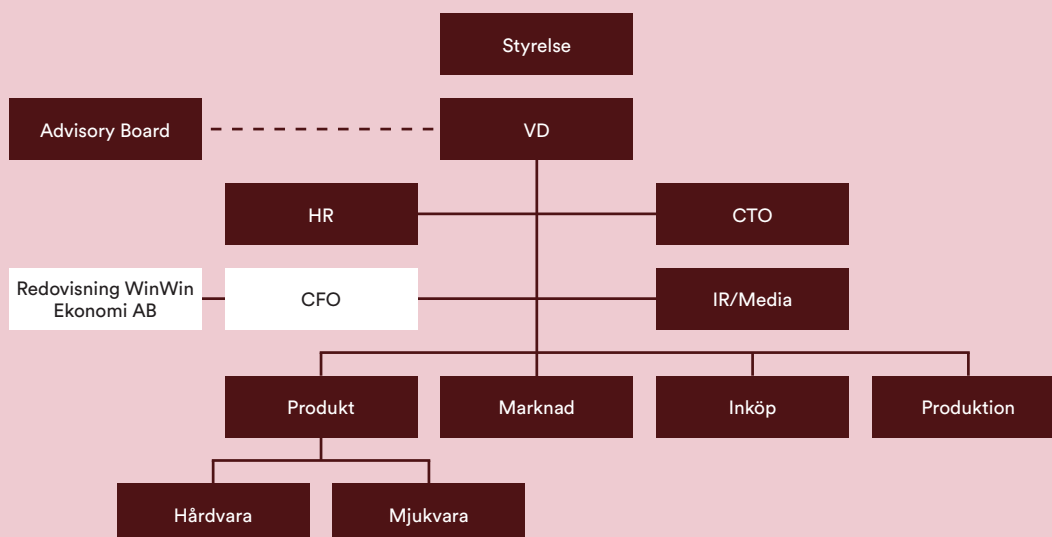 Styrelse
Advisory Board
VD
HR
CTO
Redovisning WinWin
Ekonomi AB
CFO
IR/Media
Produkt
Marknad
Inköp
Produktion
Hårdvara
Mjukvara